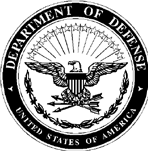 DEPARTMENT OF DEFENSE
UNITED STATES OF AMERICA